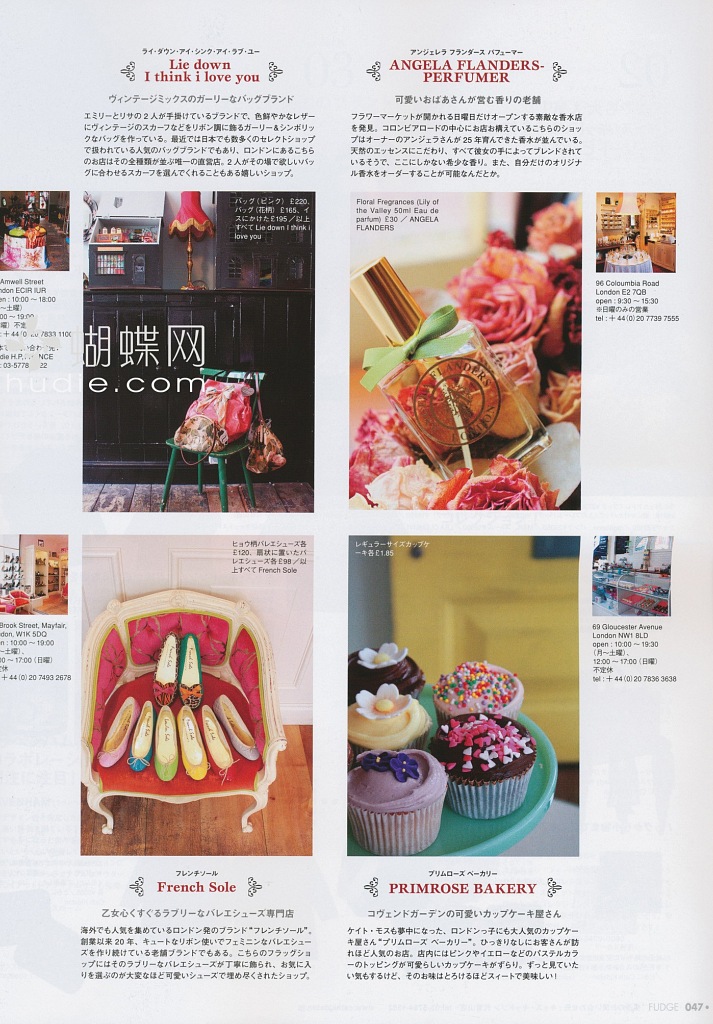 ライ・ダウン・アイ・シンク・アイ・ラブ・ユー
Lie down
I think i love you
ヴィンテージミックスのガーリーなバッグブランド
エミリーとリサの2人が手掛けているブランドで、色鮮やかなレザー
にヴィンテージのスカーフなどをリボン調に飾るガーリー&シンボリッ
クなバッグを作っている。最近では日本でも数多くのセレクトショップ
で扱われている人気のバッグブランドでもあり、ロンドンにあるこちら
のお店はその全種類が並ぶ唯一の直営店。2人がその場で欲しいバッ
グに合わせるスカーフを選んでくれることもある嬉しいショップ。
アンジェレラ フランダース パフューマー
ANGELA FLANDERS-
PERFUMER
可愛いおばあさんが営む香りの老舗
フラワーマーケットが開かれる日曜日だけオープンする素敵な香水店
を発見。コロンビアロードの中心にお店お構えているこちらのショッ
プはオーナーのアンジェラさんが25年育んできた香水が並んでいる。
天然のエッセンスにこだわり、すべて彼女の手によってブレンドされて
いるそうで、ここにしかない希少な香り。また、自分だけのオリジナ
ル香水をオーダーすることが可能なんだとか。
バッグ(ピンク) £220、
バッグ(花柄) £165、イ
スにかけた£195/以上
すべて Lie down I think i
love you
Floral Fregrances (Lily of
the Valley 50ml Eau de
parfum) £30 / ANGELA
FLANDERS
FLANDERS
Amwell Street
ndon ECIR IUR
en : 10:00 〜 18:00
〜土曜)
00 〜 19:00
曜) 不定
: + 44 (0) 20 7833 1100
die H.P.FRANCE
: 03-5778
22
蝴蝶网
hudie.com
96 Coloumbia Road
London E2 7QB
open : 9:30 〜 15:30
※日曜のみの営業
tel : + 44 (0) 20 7739 7555
ヒョウ柄バレエシューズ各
£120、扇状に置いたバ
レエシューズ各£98/以
上すべて French Sole
レギュラーサイズカップケ
ーキ各£1.85
Brook Street, Mayfair,
ndon, W1K 5DQ
en : 10:00 〜 19:00
〜土曜)、
00 〜 17:00 (日曜)
定休
: + 44 (0) 20 7493 2678
69 Gloucester Avenue
London NW1 8LD
open : 10:00 〜 19:30
(月〜土曜)、
12:00 〜 17:00 (日曜)
不定休
tel : + 44 (0) 20 7836 3638
フレンチソール
French Sole
乙女心くすぐるラブリーなバレエシューズ専門店
海外でも人気を集めているロンドン発のブランド“フレンチソール”。
創業以来20年、キュートなリボン使いでフェミニンなバレエシュー
ズを作り続けている老舗ブランドでもある。こちらのフラッグショ
ップにはそのラブリーなバレエシューズが丁寧に飾られ、お気に入
りを選ぶのが大変なほど可愛いシューズで埋め尽くされたショップ。
プリムローズ ベーカリー
PRIMROSE BAKERY
コヴェンドガーデンの可愛いカップケーキ屋さん
ケイト・モスも夢中になった、ロンドンっ子にも大人気のカップケー
キ屋さん“プリムローズ ベーカリー”。ひっきりなしにお客さんが訪
れほど人気のお店。店内にはピンクやイエローなどのパステルカラ
ーのトッピングが可愛らしいカップケーキがずらり。ずっと見ていた
い気もするけど、そのお味はとろけるほどスィートで美味しい!
FUDGE 047